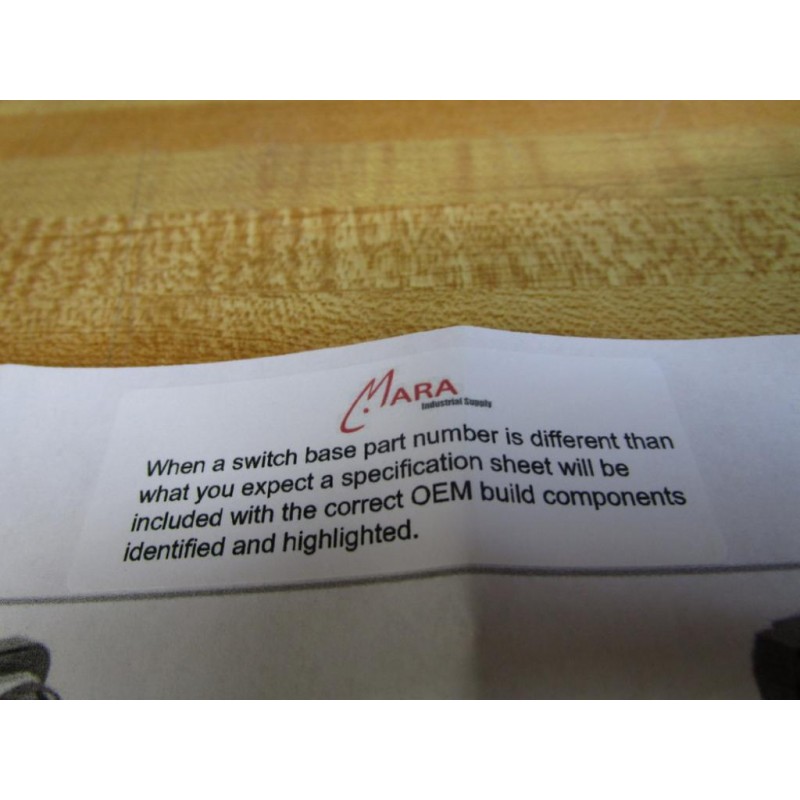 MARA
Industrial Supply
When a switch base part number is different than
what you expect a specification sheet will be
included with the correct OEM build components
identified and highlighted.